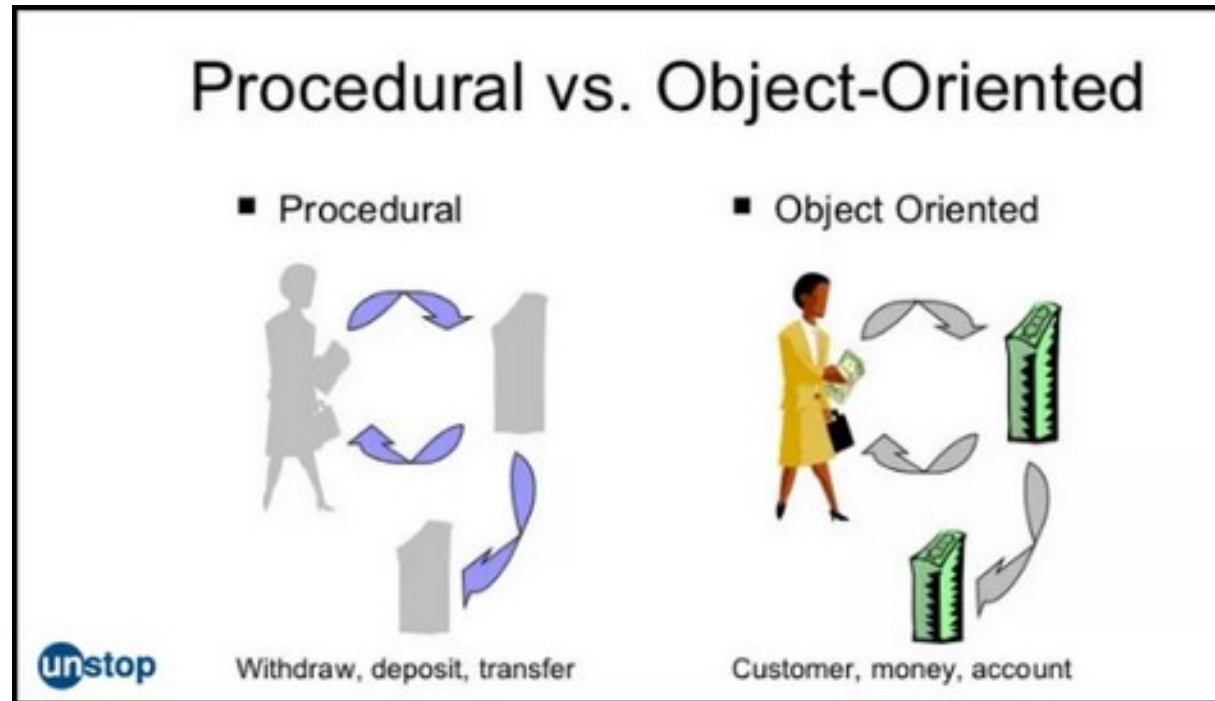 Procedural vs. Object-Oriented
■ Procedural
■ Object Oriented
Withdraw, deposit, transfer
Customer, money, account
unstop